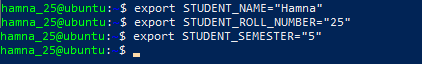 hamna_25@ubuntu:~$ export STUDENT_NAME="Hamna"
hamna_25@ubuntu:~$ export STUDENT_ROLL_NUMBER="25"
hamna_25@ubuntu:~$ export STUDENT_SEMESTER="5"
hamna_25@ubuntu:~$